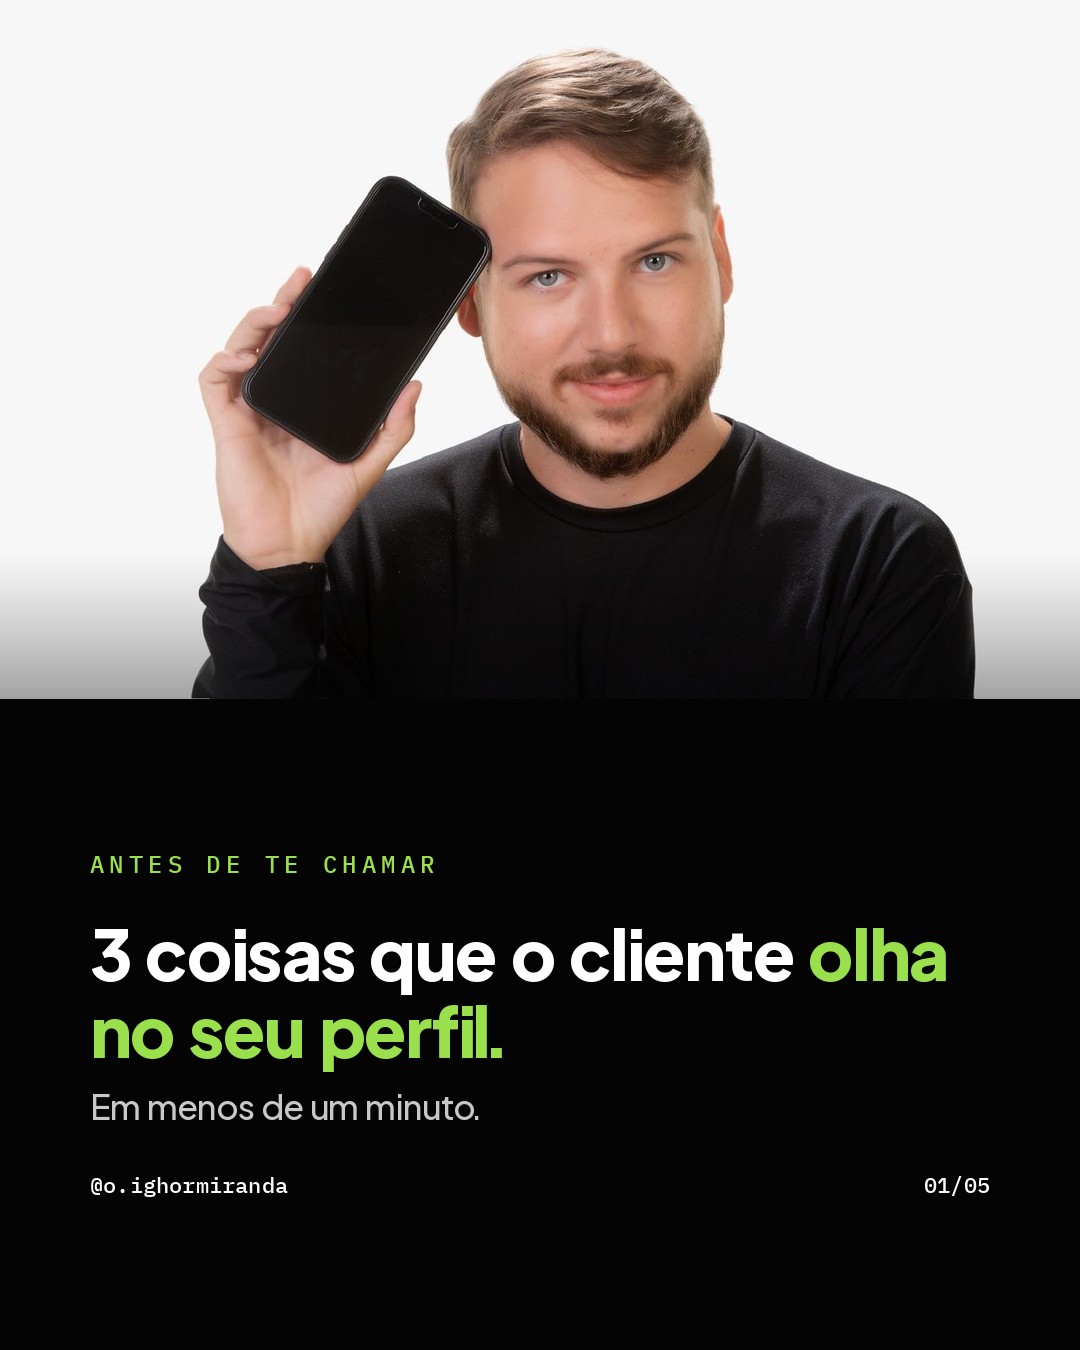 ANTES DE TE CHAMAR
3 coisas que o cliente olha
no seu perfil.
Em menos de um minuto.
@o.ighormiranda
01/05